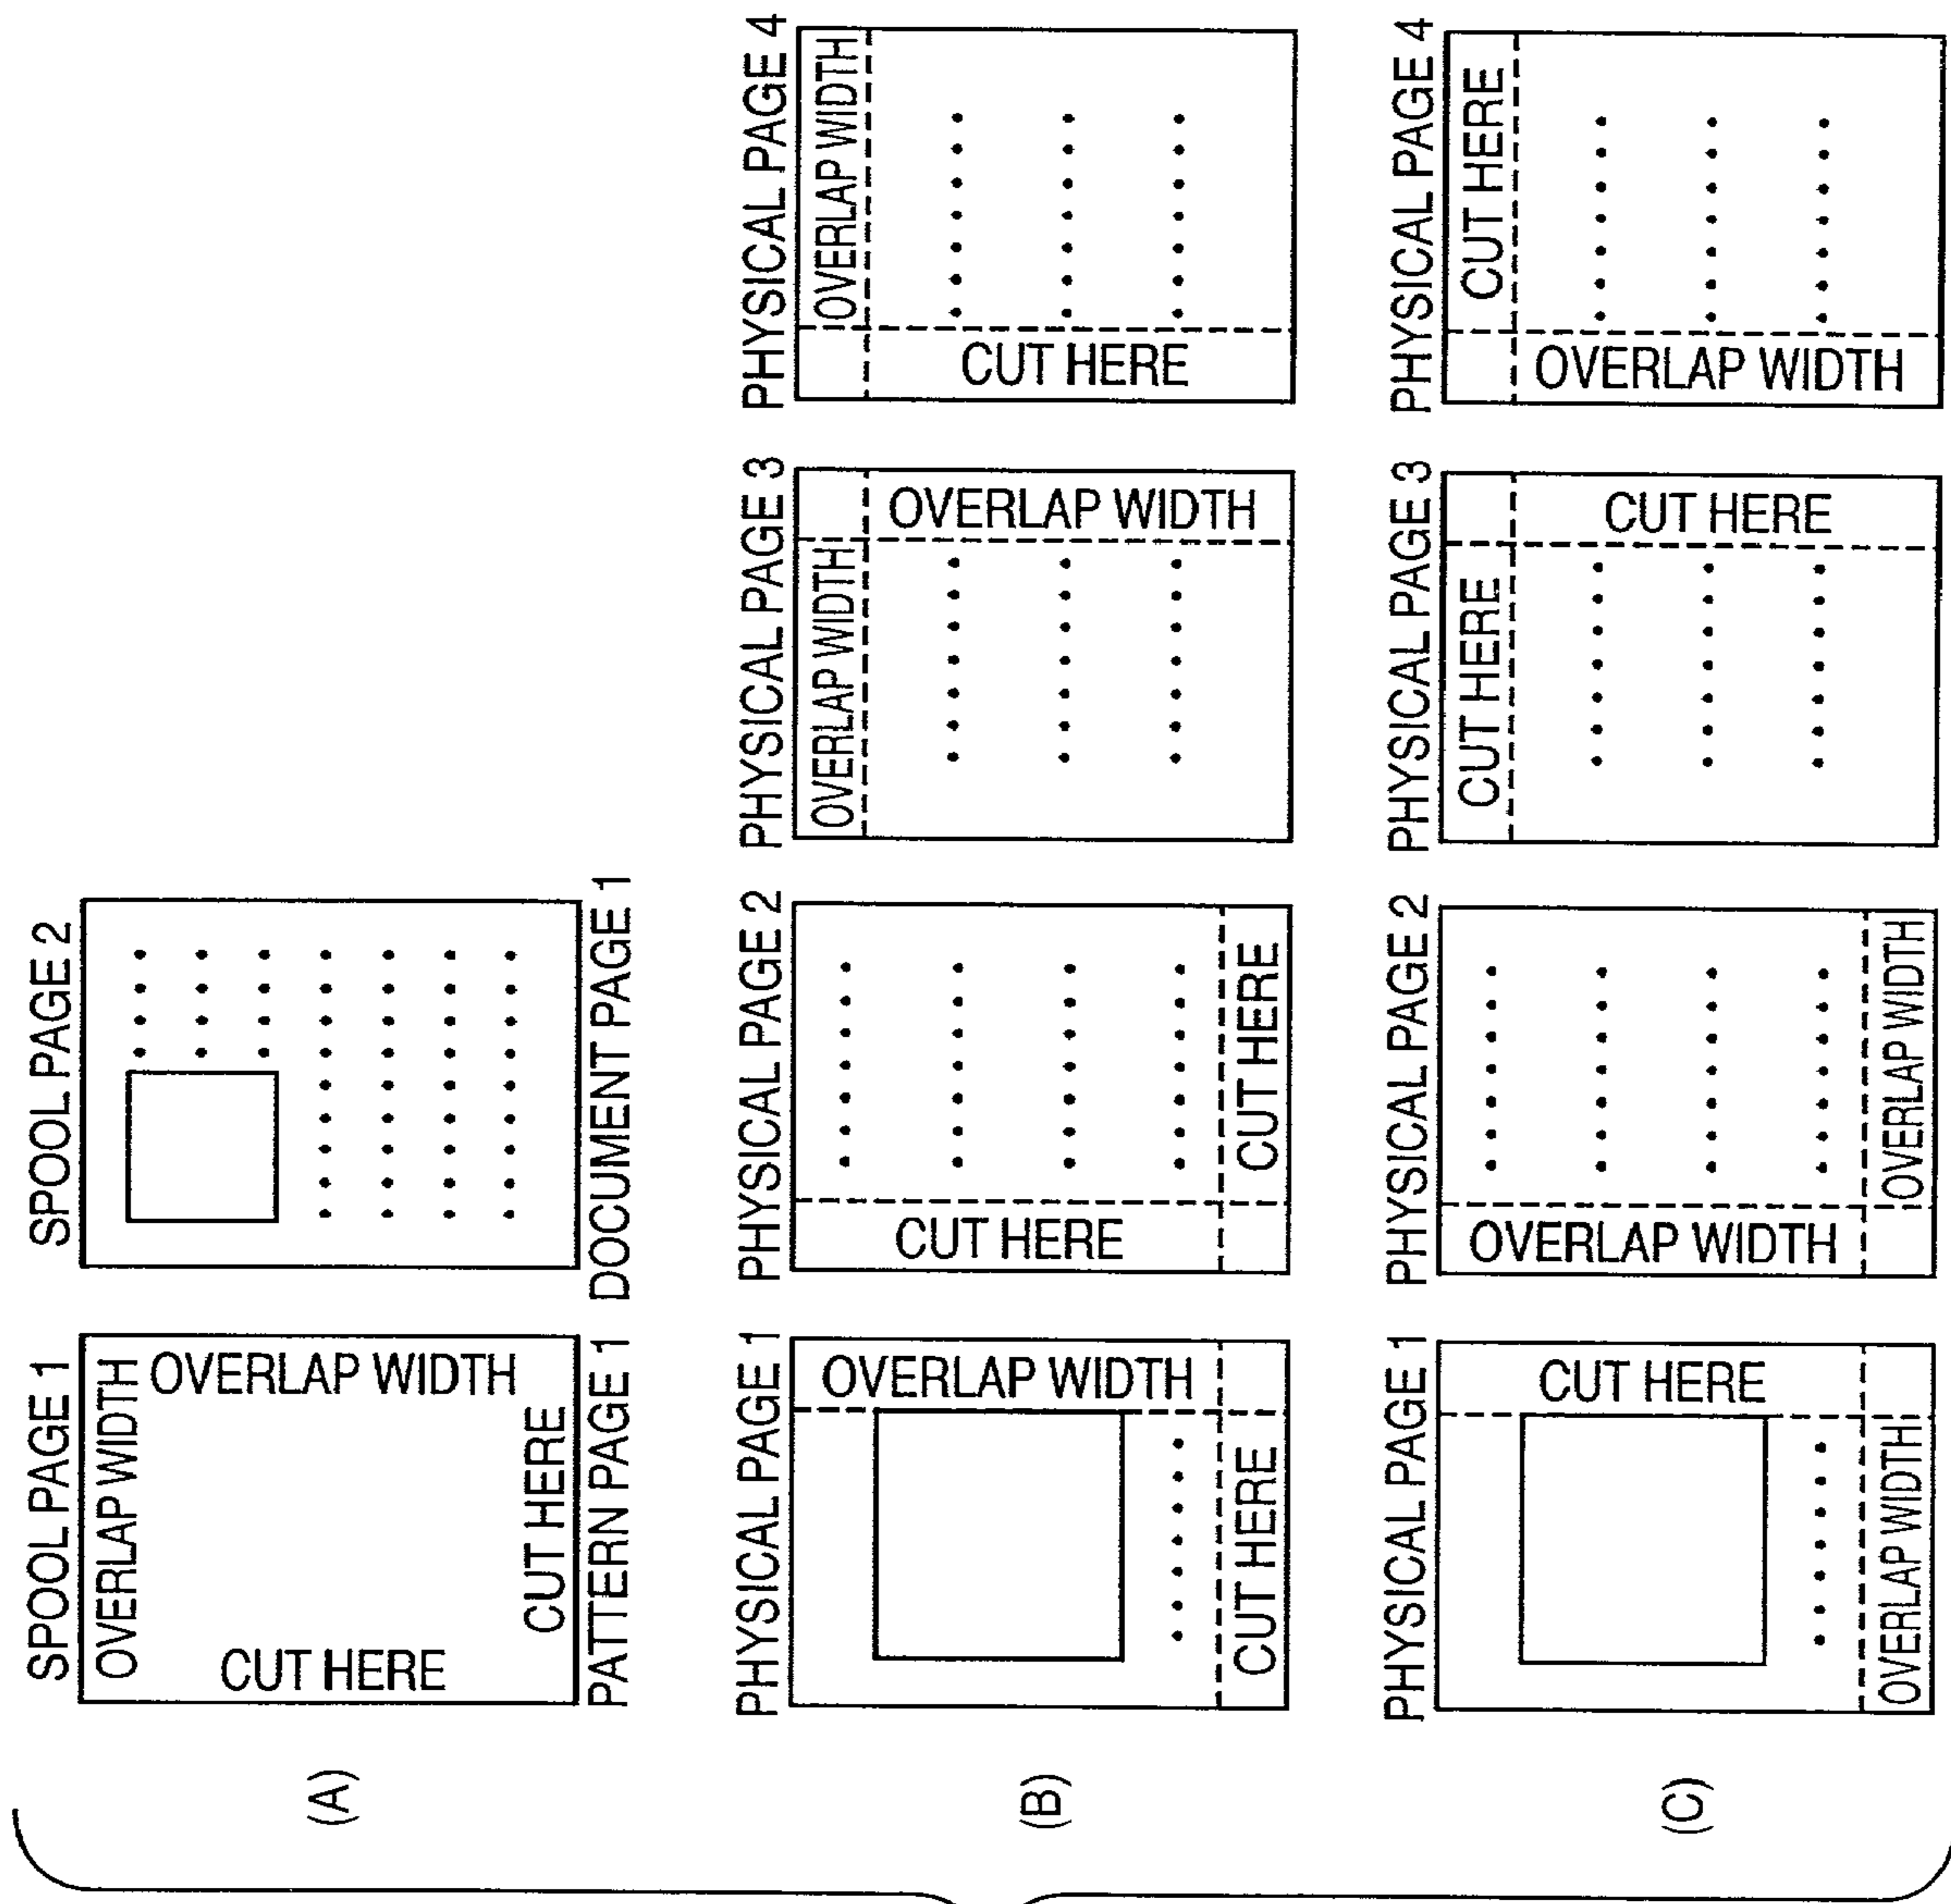 (A)
SPOOL PAGE 1
OVERLAP WIDTH
OVERLAP WIDTH
CUT HERE
CUT HERE
PATTERN PAGE 1
SPOOL PAGE 2
DOCUMENT PAGE 1
(B)
PHYSICAL PAGE 1
OVERLAP WIDTH
CUT HERE
PHYSICAL PAGE 2
CUT HERE
CUT HERE
PHYSICAL PAGE 3
OVERLAP WIDTH
OVERLAP WIDTH
PHYSICAL PAGE 4
OVERLAP WIDTH
CUT HERE
(C)
PHYSICAL PAGE 1
CUT HERE
OVERLAP WIDTH
PHYSICAL PAGE 2
OVERLAP WIDTH
OVERLAP WIDTH
PHYSICAL PAGE 3
CUT HERE
CUT HERE
PHYSICAL PAGE 4
CUT HERE
OVERLAP WIDTH